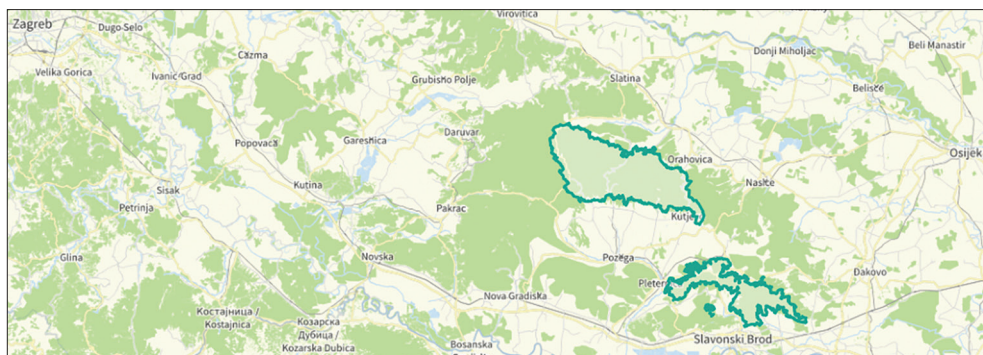 Zagreb
Dugo-Selo
Virovitica
Beli Manastir
Čazma
Donji Miholjac
Velika Gorica
Ivanić Grad
Grubišno Polje
Slatina
Belišće
Popovača
Garešnica
Daruvar
Orahovica
Osijek
Sisak
Kutina
Našice
Petrinja
Pakrac
Kutje
Glina
Novska
Požega
Đakovo
Pleter
Nova Gradiška
Костајница /
Kostajnica
Козарска
Дубица /
Kozarska Dubica
Bosanska
Slavonski Brod